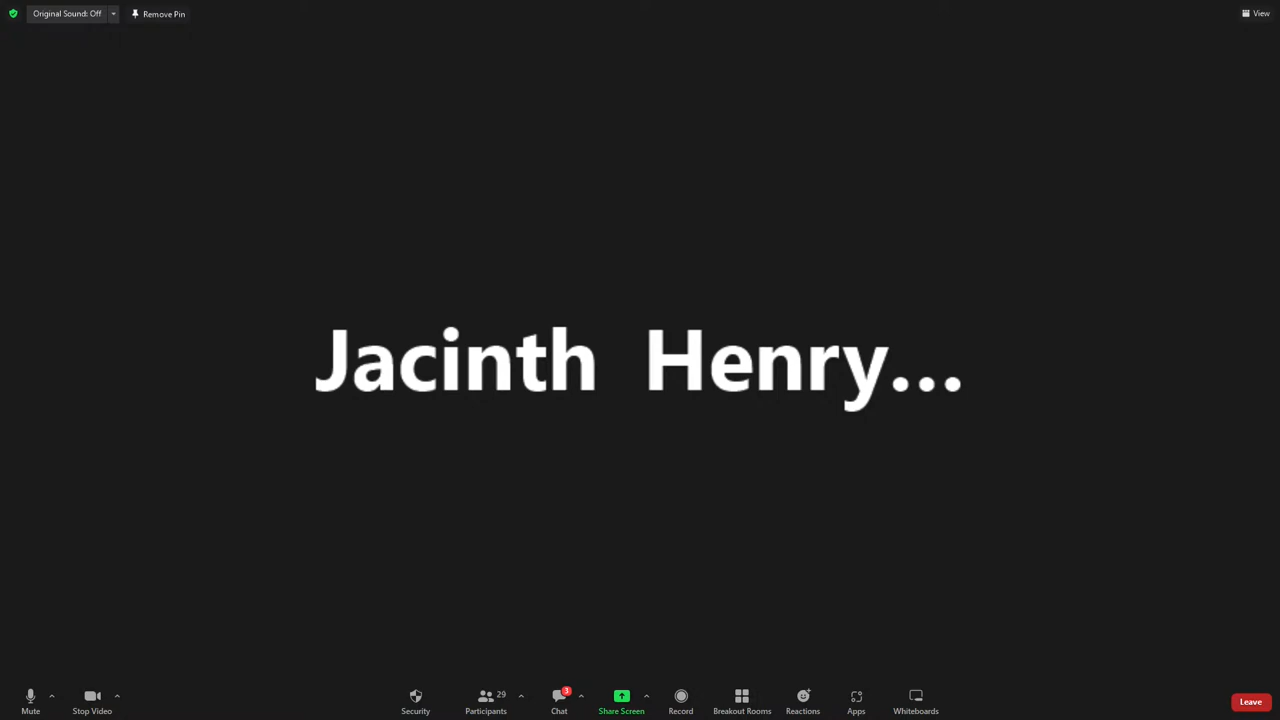 Original Sound: Off
Remove Pin
View
Jacinth Henry...
29
3
Mute
Stop Video
Security
Participants
Chat
Share Screen
Record
Breakout Rooms
Reactions
Apps
Whiteboards
Leave